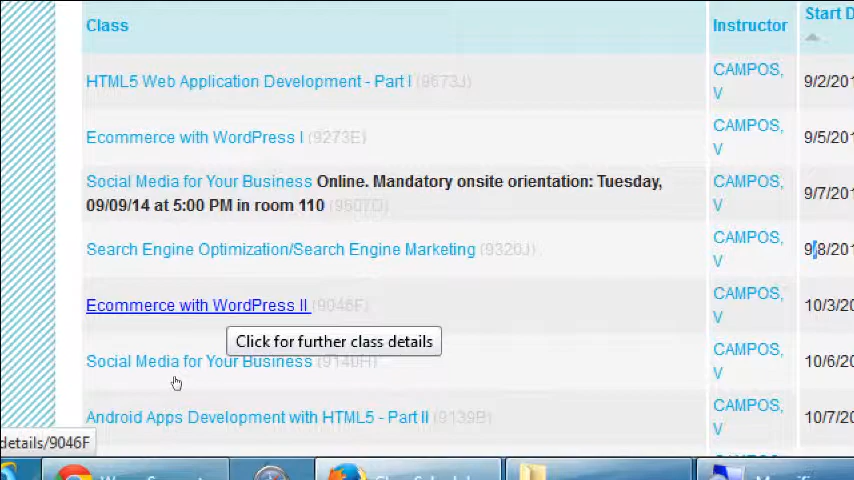 Class Instructor Start D
HTML5 Web Application Development - Part I (9673J) CAMPOS, V 9/2/201
Ecommerce with WordPress I (9273E) CAMPOS, V 9/5/201
Social Media for Your Business Online. Mandatory onsite orientation: Tuesday, CAMPOS, V 9/7/201
09/09/14 at 5:00 PM in room 110
Search Engine Optimization/Search Engine Marketing (9320J) CAMPOS, V 9/8/201
Ecommerce with WordPress II (9046F) CAMPOS, V 10/3/20
Click for further class details
Social Media for Your Business (9140H) CAMPOS, V 10/6/20
Android Apps Development with HTML5 - Part II (9139B) CAMPOS, V 10/7/20
details/9046F